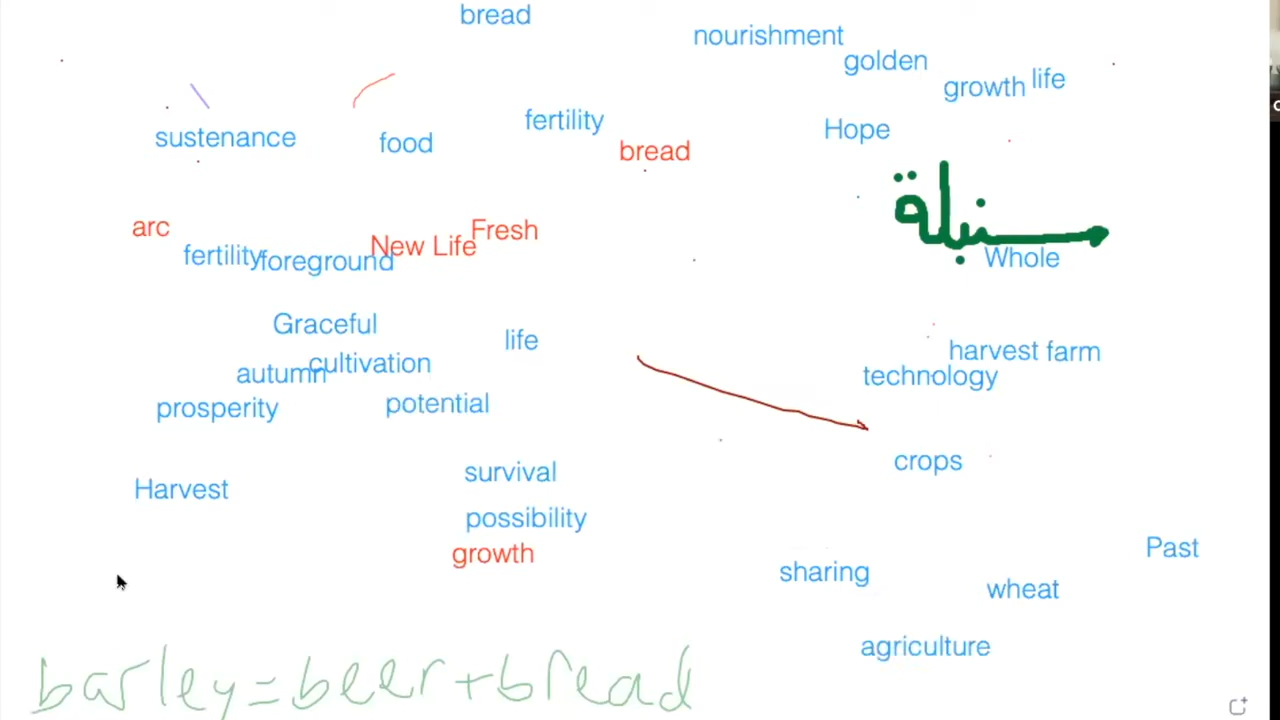 bread
nourishment
golden
growth
life
fertility
Hope
sustenance
food
bread
سنبلة
arc
Fresh
New Life
fertility
foreground
Whole
Graceful
life
harvest
farm
cultivation
autumn
technology
prosperity
potential
crops
survival
Harvest
possibility
growth
Past
sharing
wheat
agriculture
barley=beer+bread